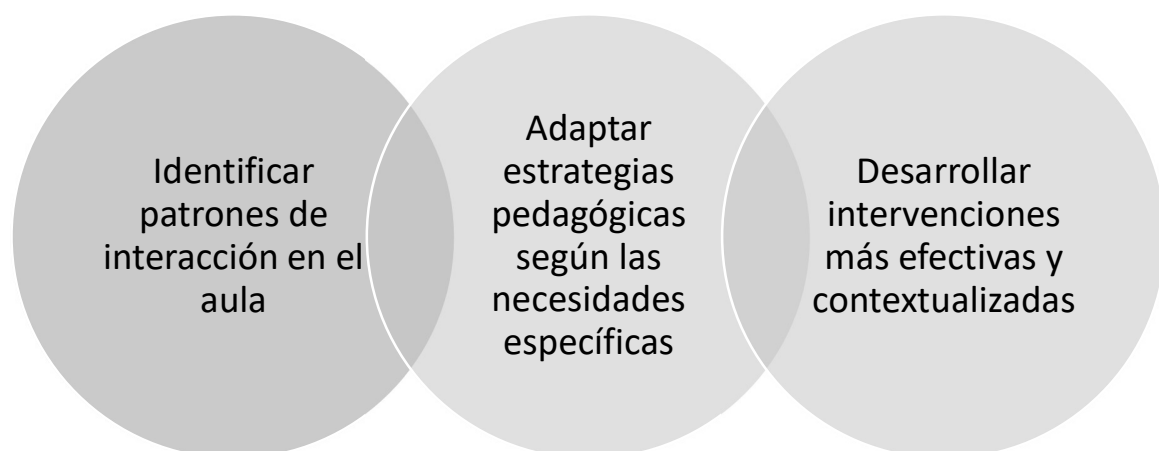 Identificar
patrones de
interacción en el
aula
Adaptar
estrategias
pedagógicas
según las
necesidades
específicas
Desarrollar
intervenciones
más efectivas y
contextualizadas